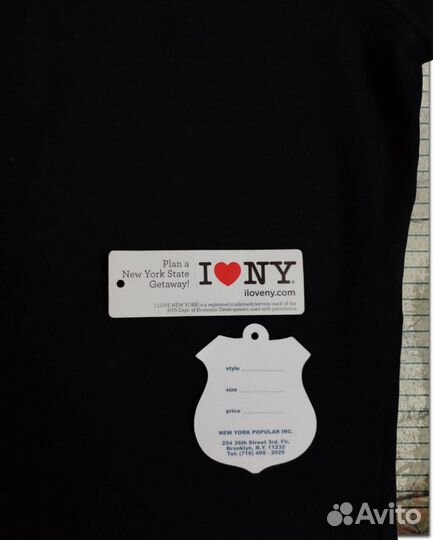 Plan a
New York State
Getaway!
I ❤ NY®
iloveny.com
I LOVE NEW YORK is a registered trademark/service mark of the
NYS Dept. of Economic Development; used with permission.
style
size
price
NEW YORK POPULAR INC.
254 36th Street 3rd. Flr.
Brooklyn, N.Y. 11232
Tel: (718) 499 - 2020
Avito